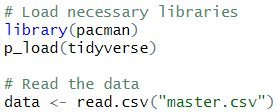 # Load necessary libraries
library(pacman)
p_load(tidyverse)
# Read the data
data <- read.csv("master.csv")